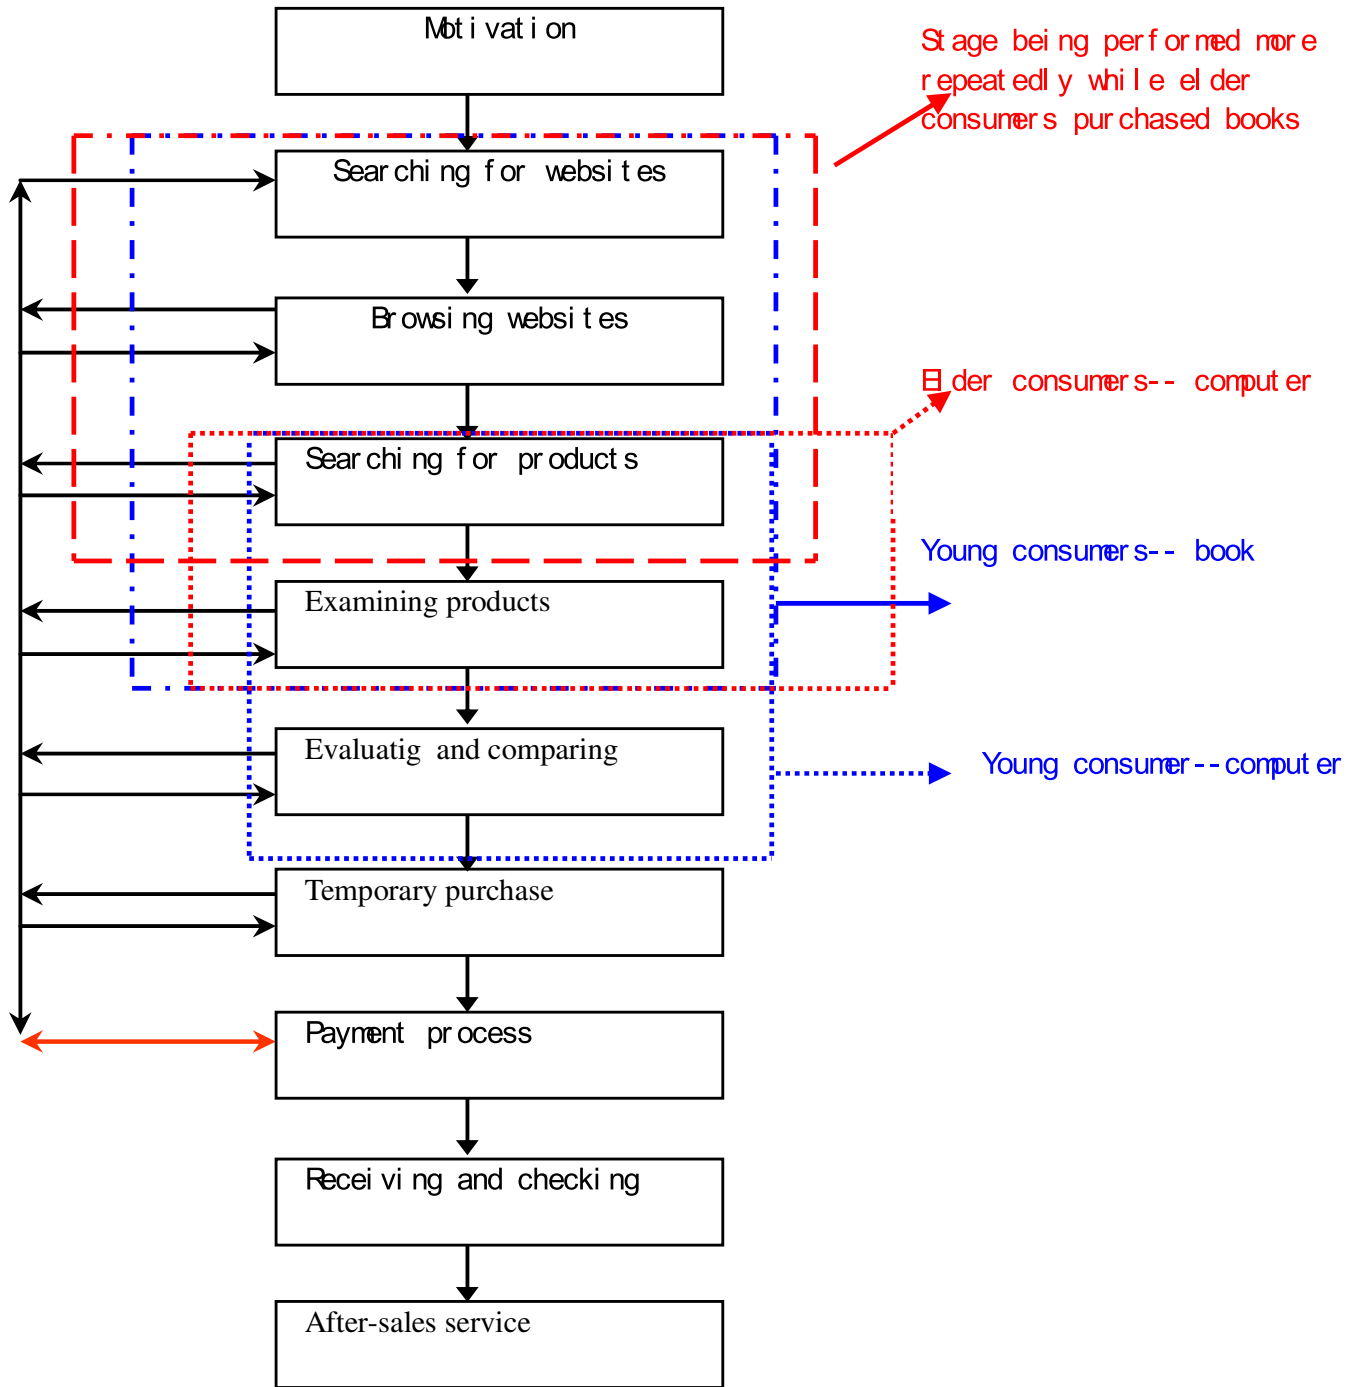 Motivation
Stage being performed more
repeatedly while elder
consumers purchased books
Searching for websites
Browsing websites
Elder consumers-- computer
Searching for products
Young consumers-- book
Examining products
Evaluatig and comparing
Young consumer--computer
Temporary purchase
Payment process
Receiving and checking
After-sales service